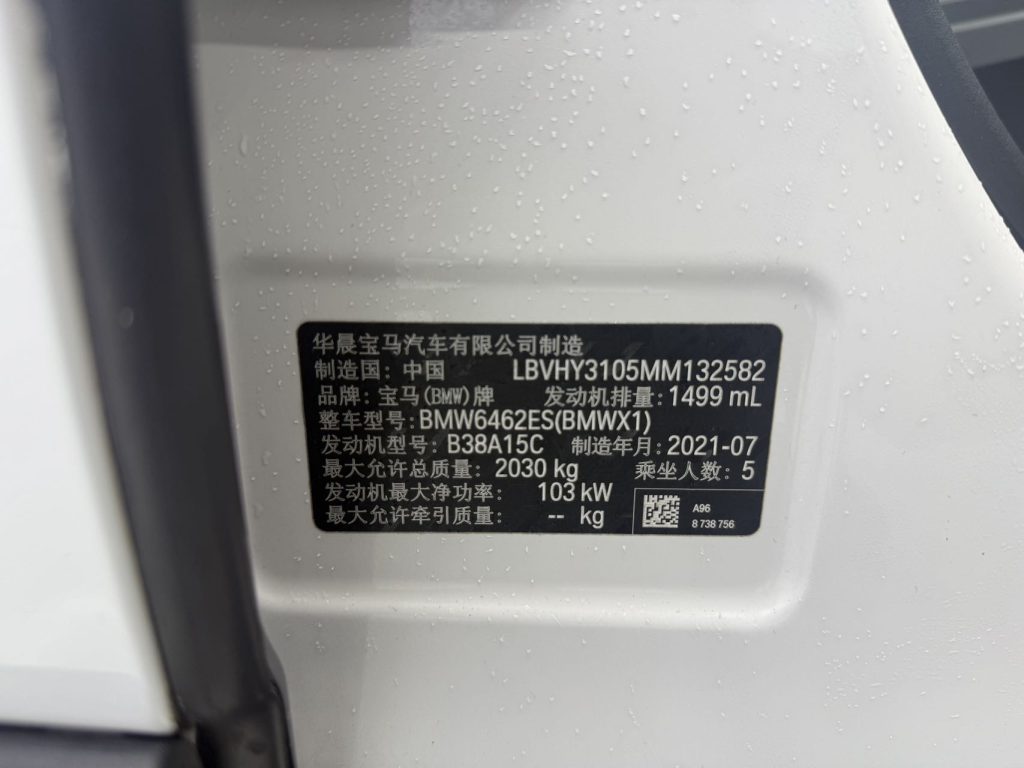 华晨宝马汽车有限公司制造
制造国：中国 LBVHY3105MM132582
品牌：宝马(BMW)牌 发动机排量：1499 mL
整车型号：BMW6462ES(BMWX1)
发动机型号：B38A15C 制造年月：2021-07
最大允许总质量：2030 kg 乘坐人数：5
发动机最大净功率：103 kW
最大允许牵引质量：-- kg
A96
8 738 756